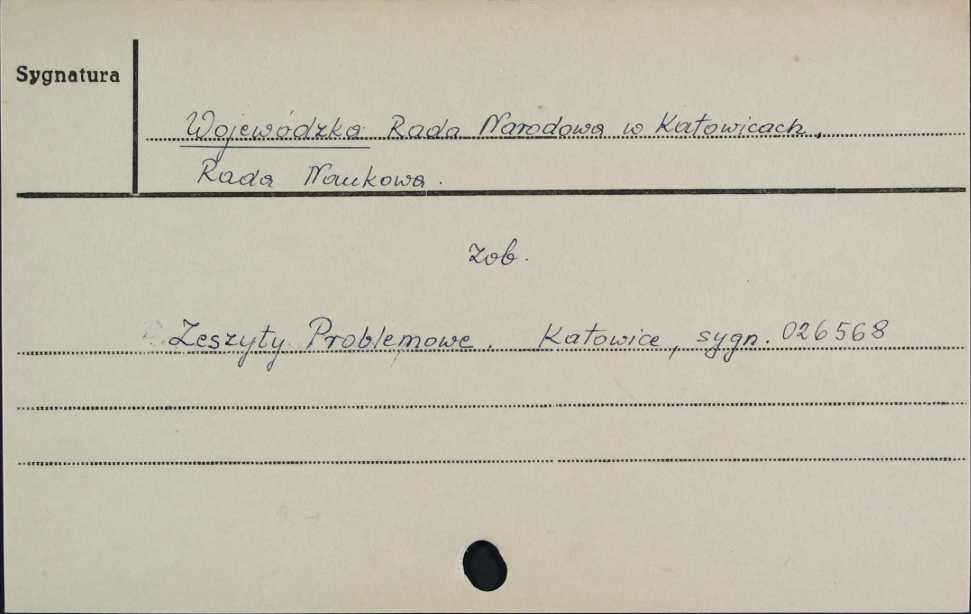 Sygnatura
Wojewódzka Rada Narodowa w Katowicach,
Rada Naukowa.
zob.
Zeszyty Problemowe. Katowice, sygn. 026568